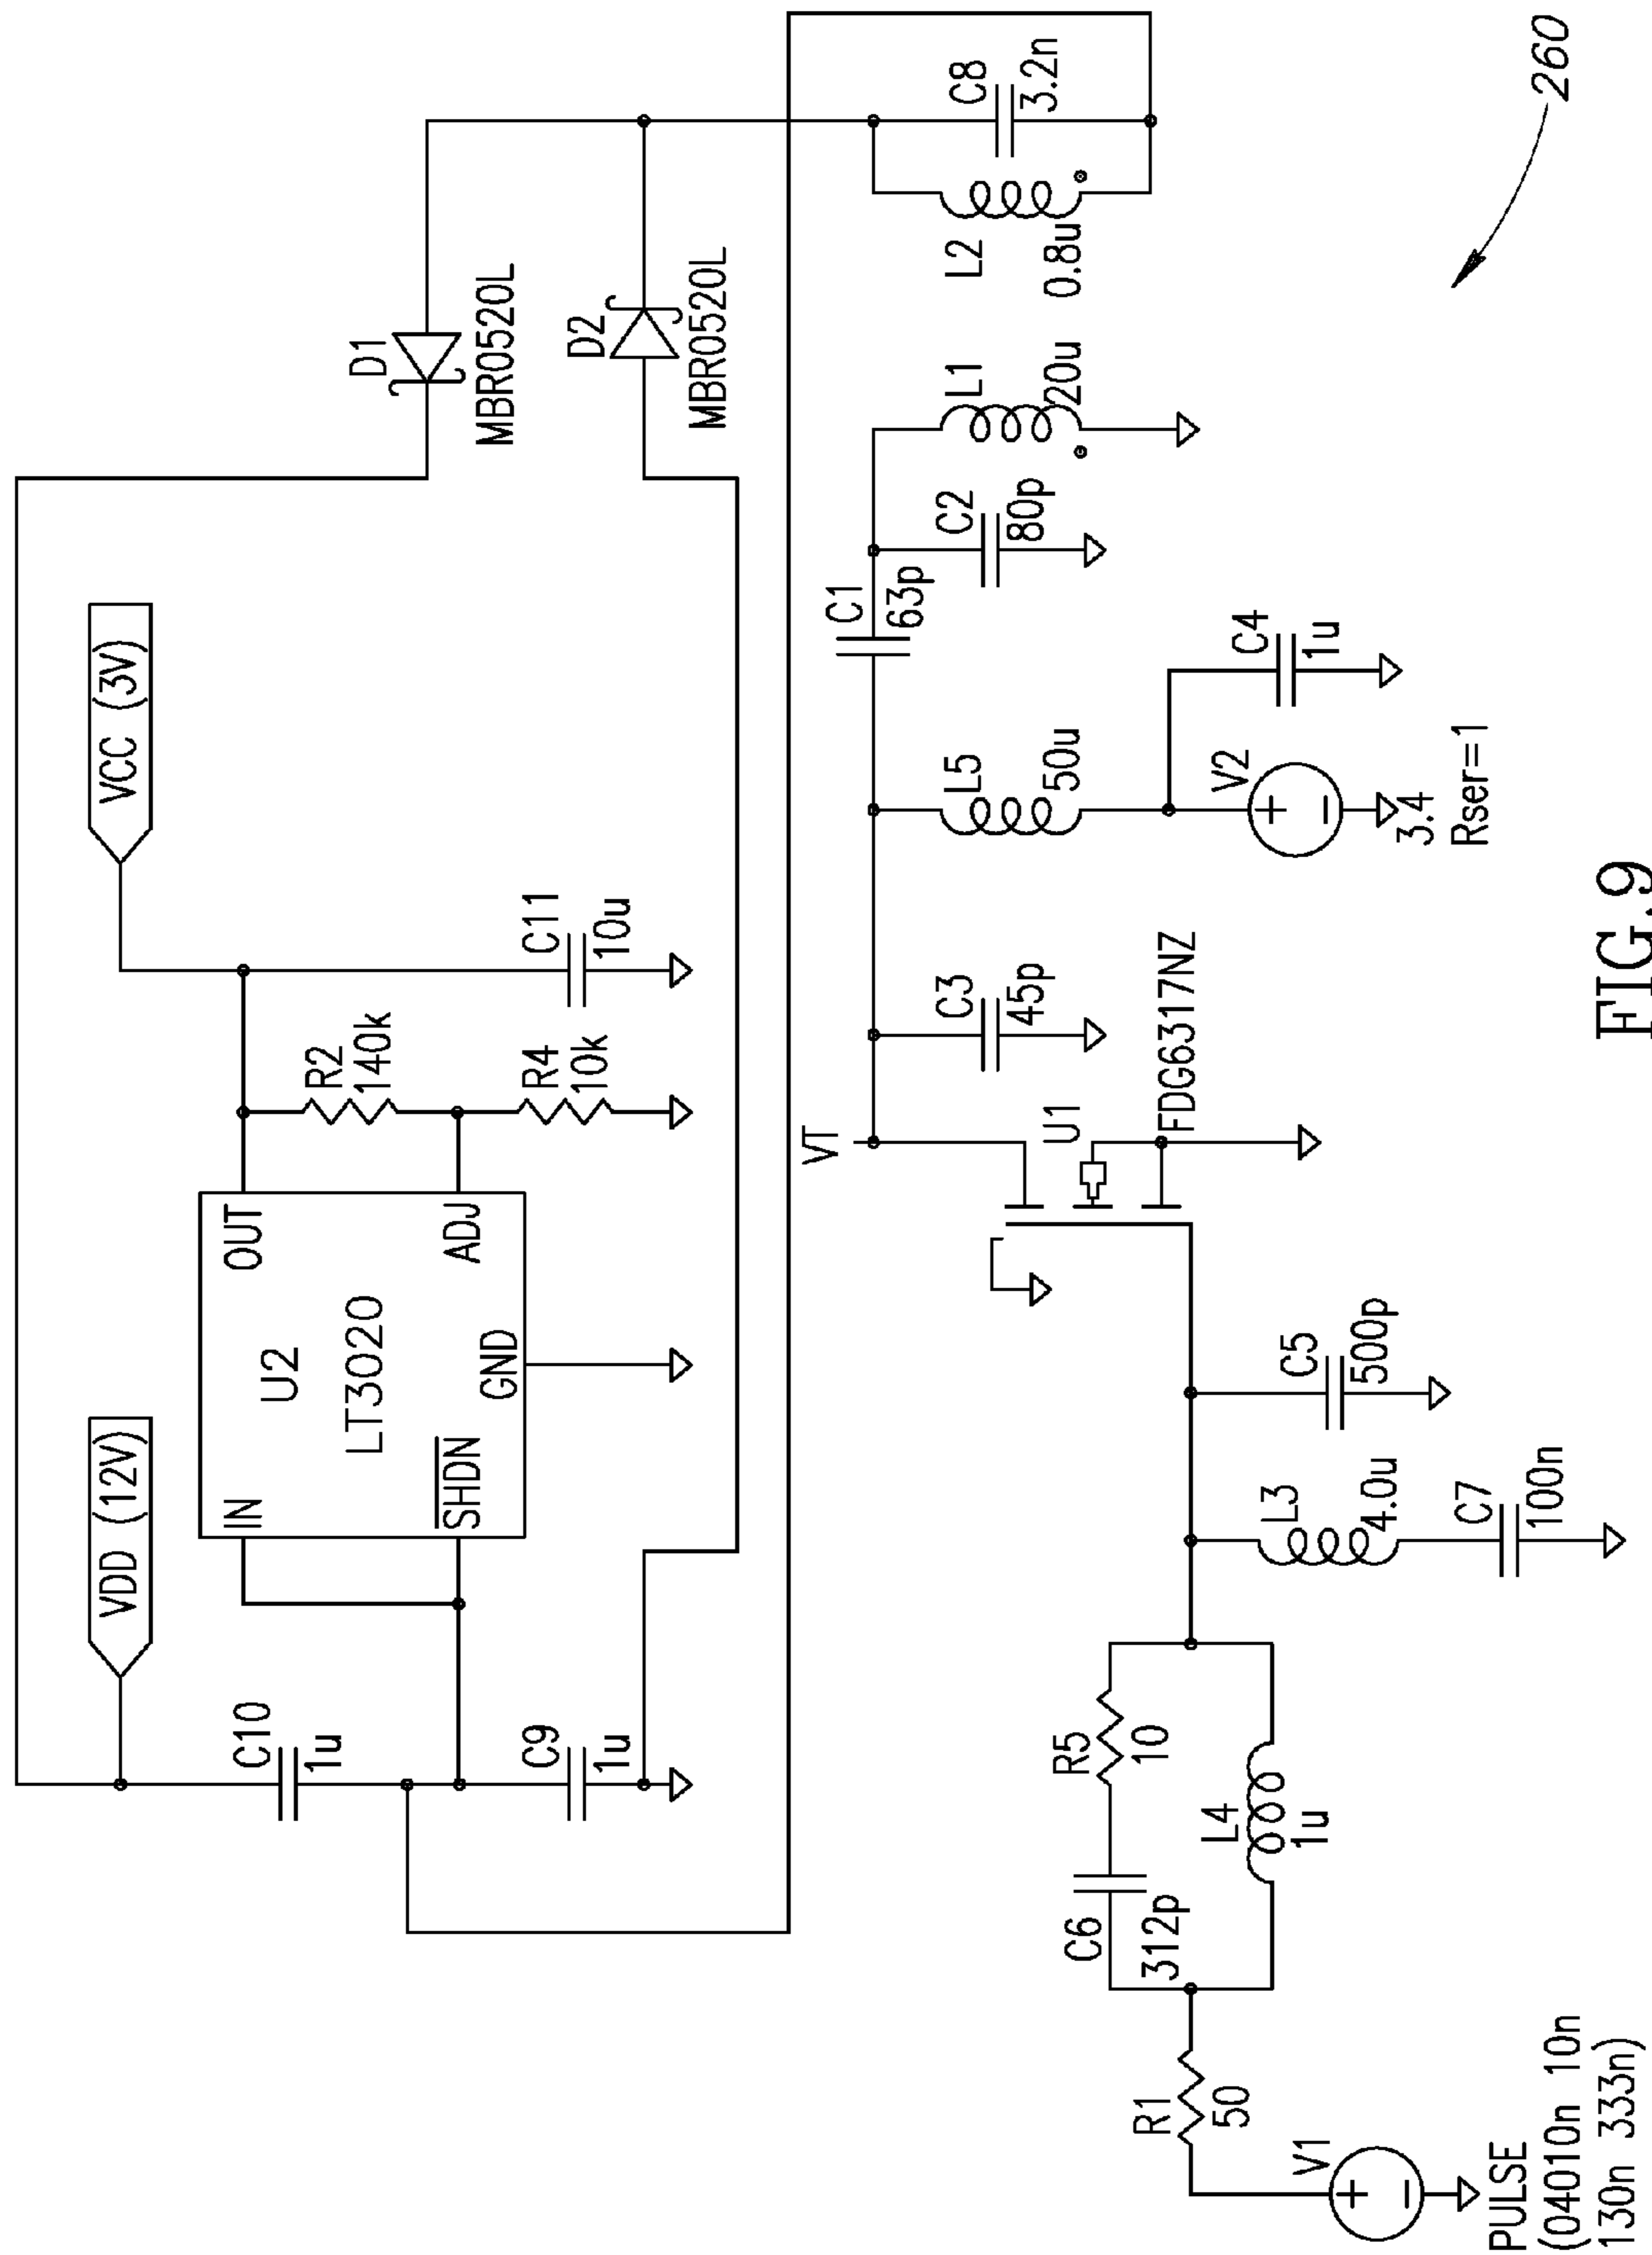 VDD (12V)
VCC (3V)
C10
1u
IN
OUT
U2
LT3020
SHDN
ADJ
GND
R2
140k
R4
10k
C11
10u
C9
1u
D1
MBR0520L
D2
MBR0520L
VT
C1
63p
C2
80p
L1
20u
L2
0.8u
C8
3.2n
C3
45p
L5
50u
V2
3.4
Rser=1
C4
1u
U1
FDG6317NZ
C5
500p
L3
4.0u
C7
100n
C6
312p
R5
10
L4
1u
R1
50
V1
PULSE
(04010n 10n
130n 333n)
260
FIG.9